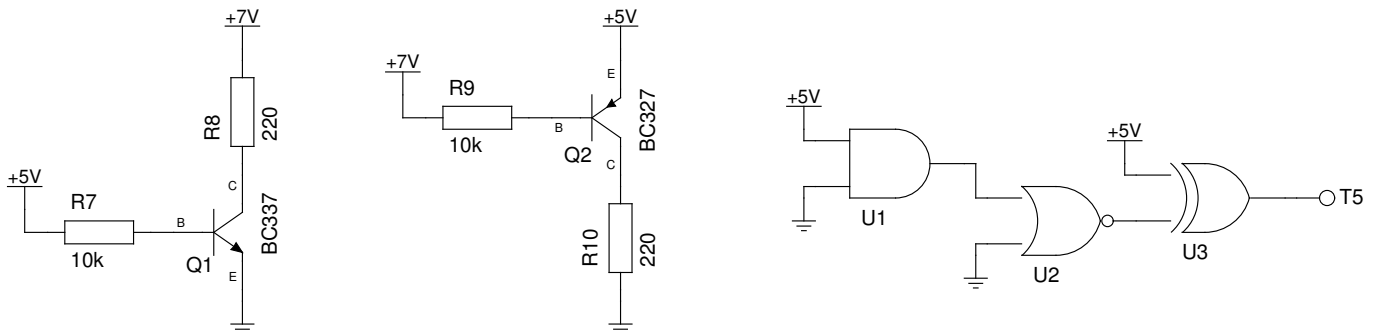 +7V
R8
220
+5V
R7
10k
B
C
BC337
Q1
E
+5V
+7V
R9
10k
E
B
BC327
Q2
C
R10
220
+5V
U1
U2
+5V
U3
T5